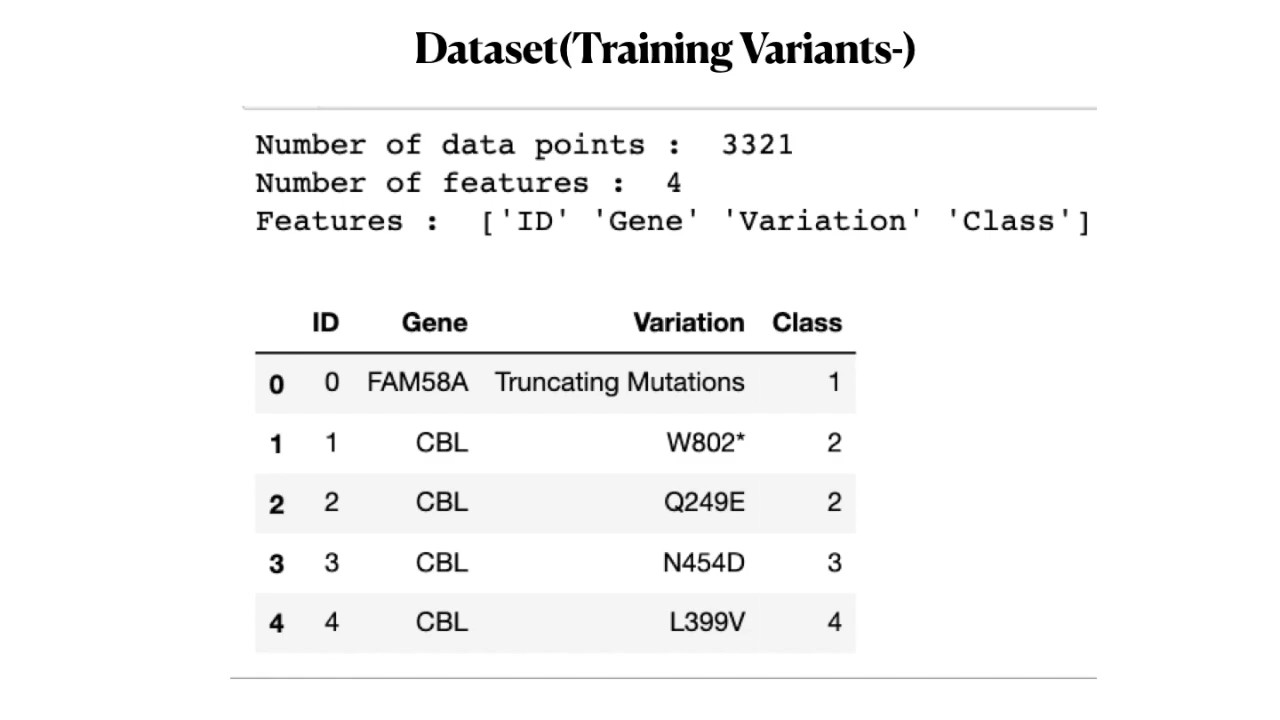 Dataset(Training Variants-)
Number of data points :  3321
Number of features :  4
Features :  ['ID' 'Gene' 'Variation' 'Class']
ID Gene Variation Class
0 0 FAM58A Truncating Mutations 1
1 1 CBL W802* 2
2 2 CBL Q249E 2
3 3 CBL N454D 3
4 4 CBL L399V 4